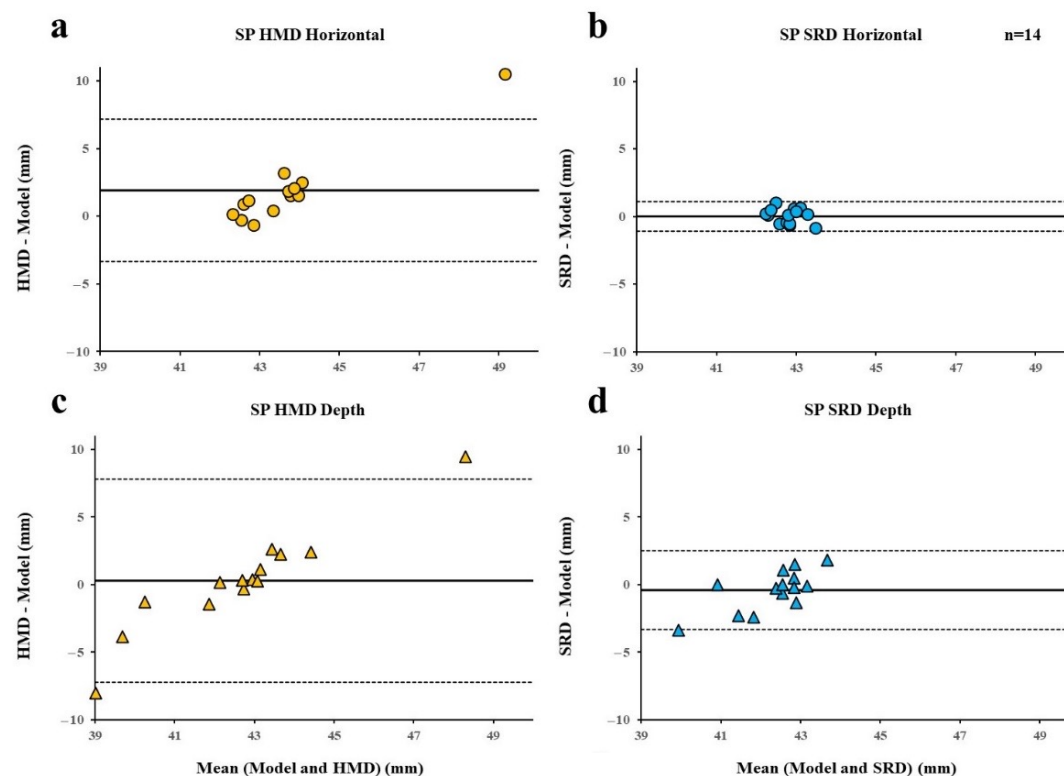 a
SP HMD Horizontal
HMD - Model (mm)
10
5
0
−5
−10
39 41 43 45 47 49
b
SP SRD Horizontal n=14
SRD - Model (mm)
10
5
0
−5
−10
39 41 43 45 47 49
c
SP HMD Depth
HMD - Model (mm)
10
5
0
−5
−10
39 41 43 45 47 49
Mean (Model and HMD) (mm)
d
SP SRD Depth
SRD - Model (mm)
10
5
0
−5
−10
39 41 43 45 47 49
Mean (Model and SRD) (mm)